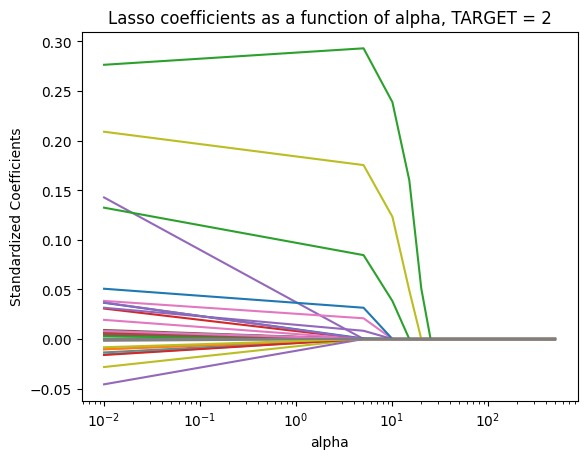 Lasso coefficients as a function of alpha, TARGET = 2
Standardized Coefficients
0.30
0.25
0.20
0.15
0.10
0.05
0.00
−0.05
10⁻² 10⁻¹ 10⁰ 10¹ 10²
alpha